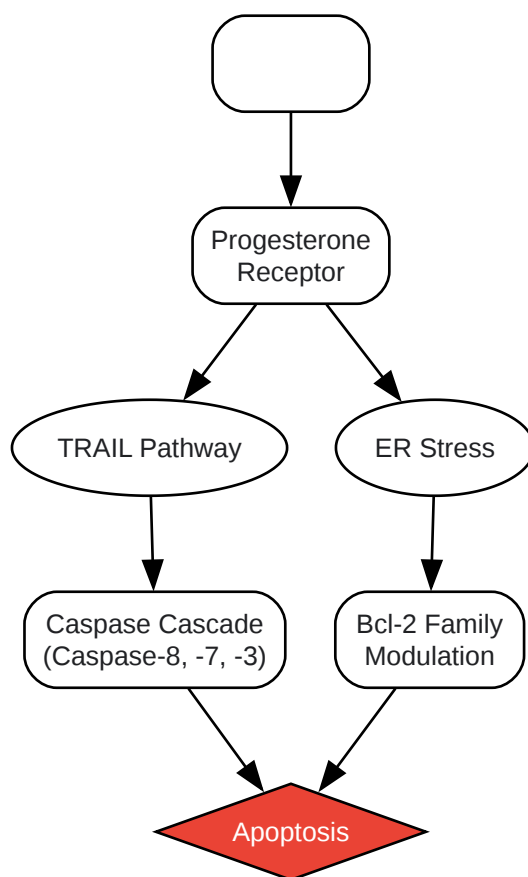 Progesterone
Receptor
TRAIL Pathway
ER Stress
Caspase Cascade
(Caspase-8, -7, -3)
Bcl-2 Family
Modulation
Apoptosis